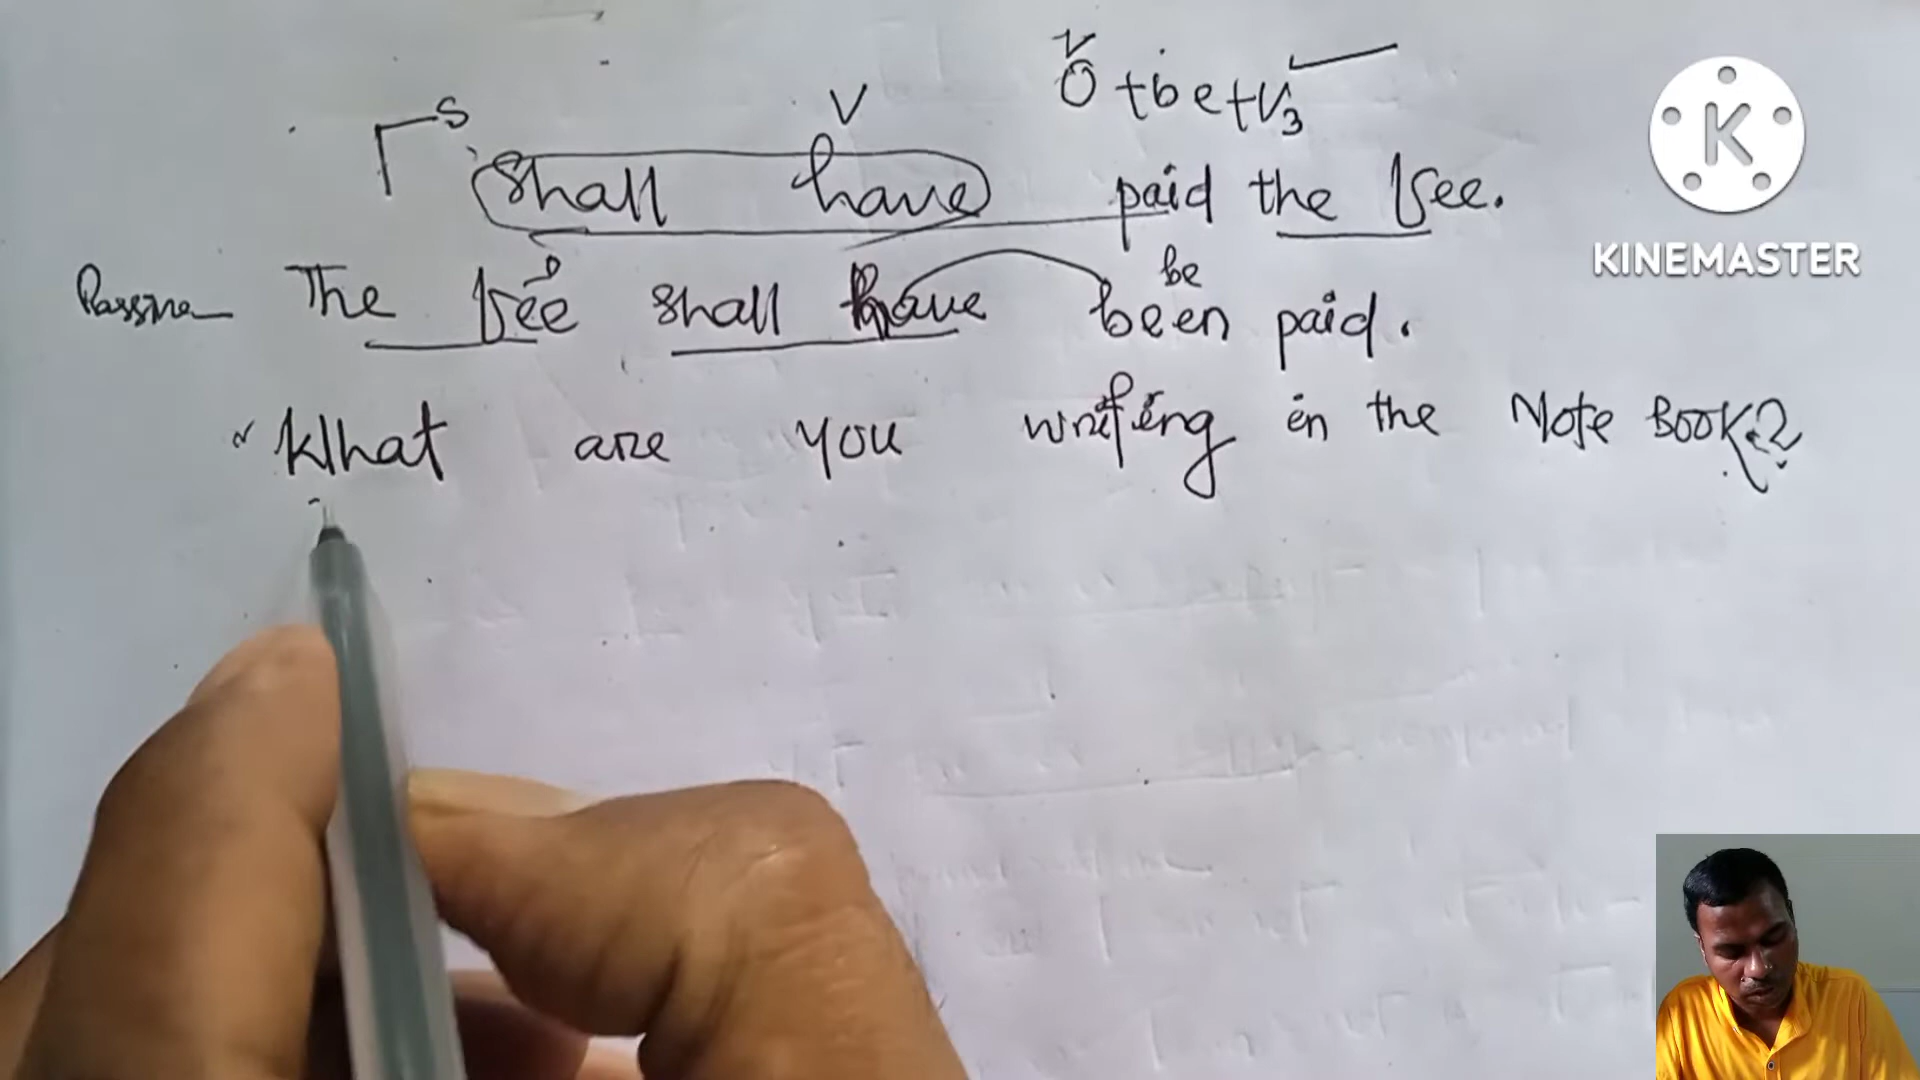 V
O + be + V3
S
V
I shall have paid the fee.
KINEMASTER
be
Passive The fee shall have been paid.
What are you writing in the Note Book?